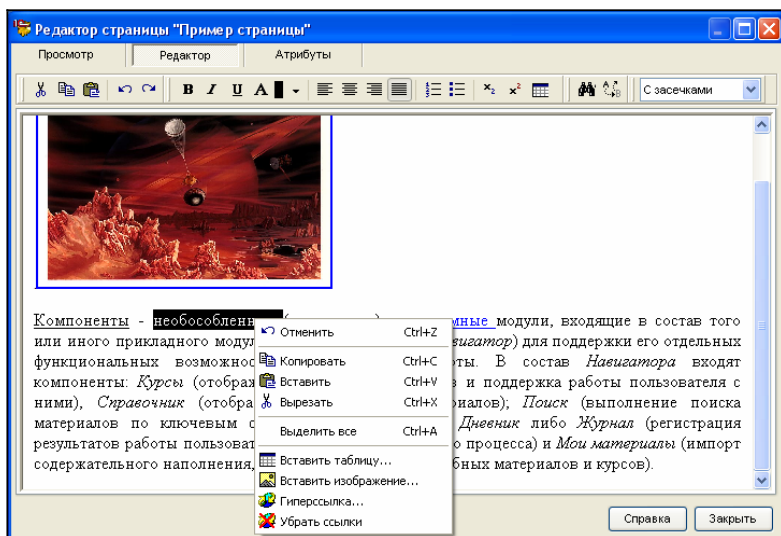 Редактор страницы "Пример страницы"
Просмотр Редактор Атрибуты
B I U A x₂ x² С засечками
Компоненты - необособленн мные модули, входящие в состав того
или иного прикладного модул вигатор) для поддержки его отдельных
функциональных возможнос ты. В состав Навигатора входят
компоненты: Курсы (отображ в и поддержка работы пользователя с
ними), Справочник (отобра риалов); Поиск (выполнение поиска
материалов по ключевым с Дневник либо Журнал (регистрация
результатов работы пользоват о процесса) и Мои материалы (импорт
содержательного наполнения, бных материалов и курсов).
Отменить Ctrl+Z
Копировать Ctrl+C
Вставить Ctrl+V
Вырезать Ctrl+X
Выделить все Ctrl+A
Вставить таблицу...
Вставить изображение...
Гиперссылка...
Убрать ссылки
Справка Закрыть